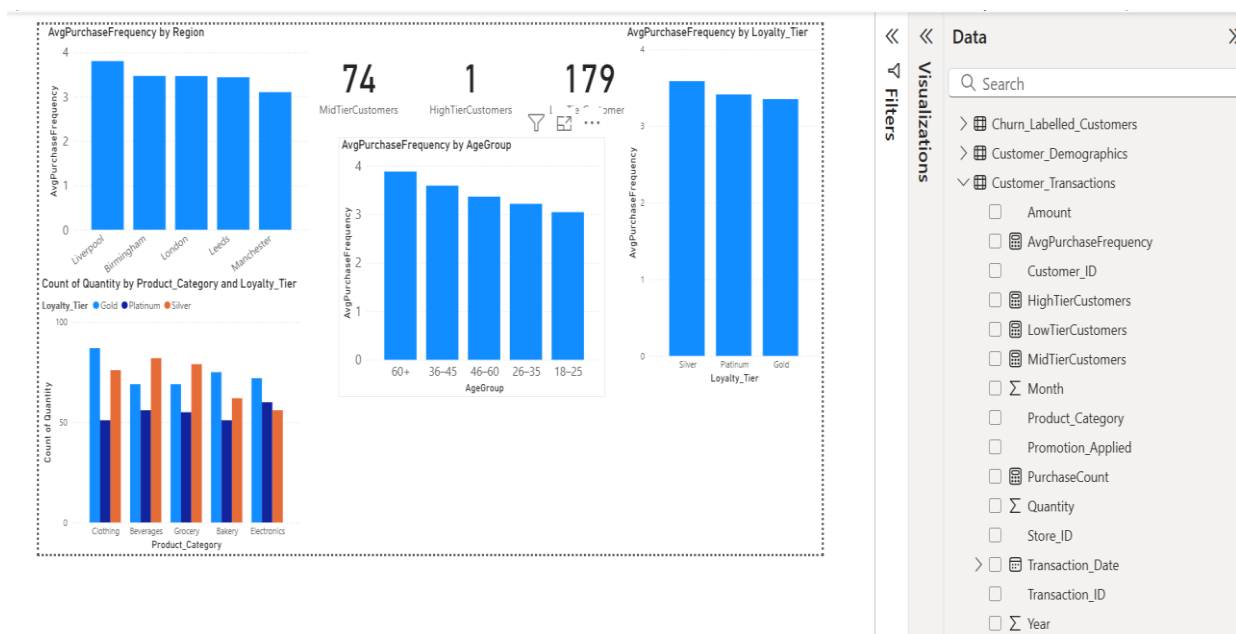 AvgPurchaseFrequency by Region
4
3
2
1
0
AvgPurchaseFrequency
Liverpool
Birmingham
London
Leeds
Manchester
74
MidTierCustomers
1
HighTierCustomers
179
AvgPurchaseFrequency by Loyalty_Tier
4
3
2
1
0
AvgPurchaseFrequency
Silver
Platinum
Gold
Loyalty_Tier
AvgPurchaseFrequency by AgeGroup
4
3
2
1
0
AvgPurchaseFrequency
60+
36–45
46–60
26–35
18–25
AgeGroup
Count of Quantity by Product_Category and Loyalty_Tier
Loyalty_Tier Gold Platinum Silver
100
50
0
Count of Quantity
Clothing
Beverages
Grocery
Bakery
Electronics
Product_Category
Filters
Visualizations
Data
Search
Churn_Labelled_Customers
Customer_Demographics
Customer_Transactions
Amount
AvgPurchaseFrequency
Customer_ID
HighTierCustomers
LowTierCustomers
MidTierCustomers
Month
Product_Category
Promotion_Applied
PurchaseCount
Quantity
Store_ID
Transaction_Date
Transaction_ID
Year